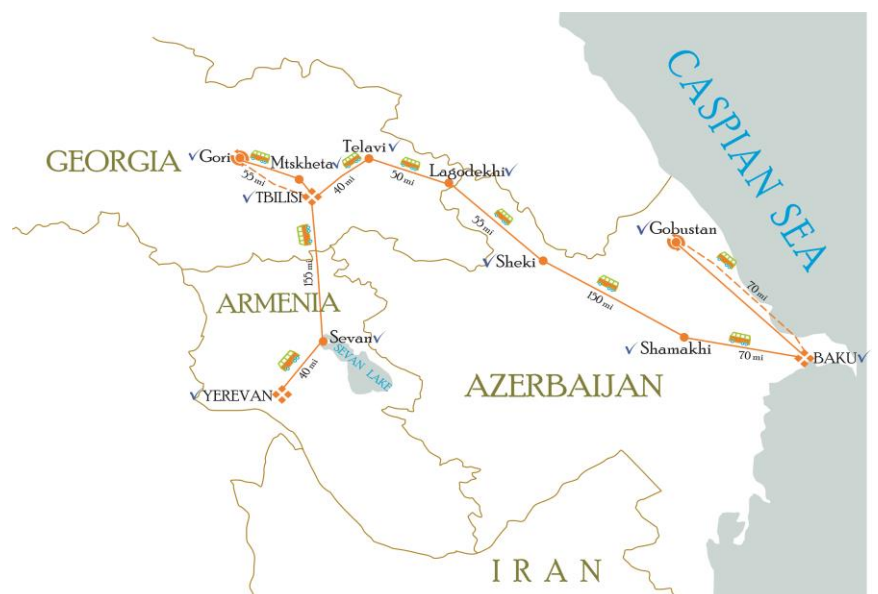 CASPIAN SEA
GEORGIA
Gori
Mtskheta
Telavi
Lagodekhi
55 mi
TBILISI
40 mi
50 mi
55 mi
Gobustan
Sheki
155 mi
70 mi
ARMENIA
150 mi
Sevan
SEVAN LAKE
Shamakhi
70 mi
BAKU
40 mi
YEREVAN
AZERBAIJAN
IRAN